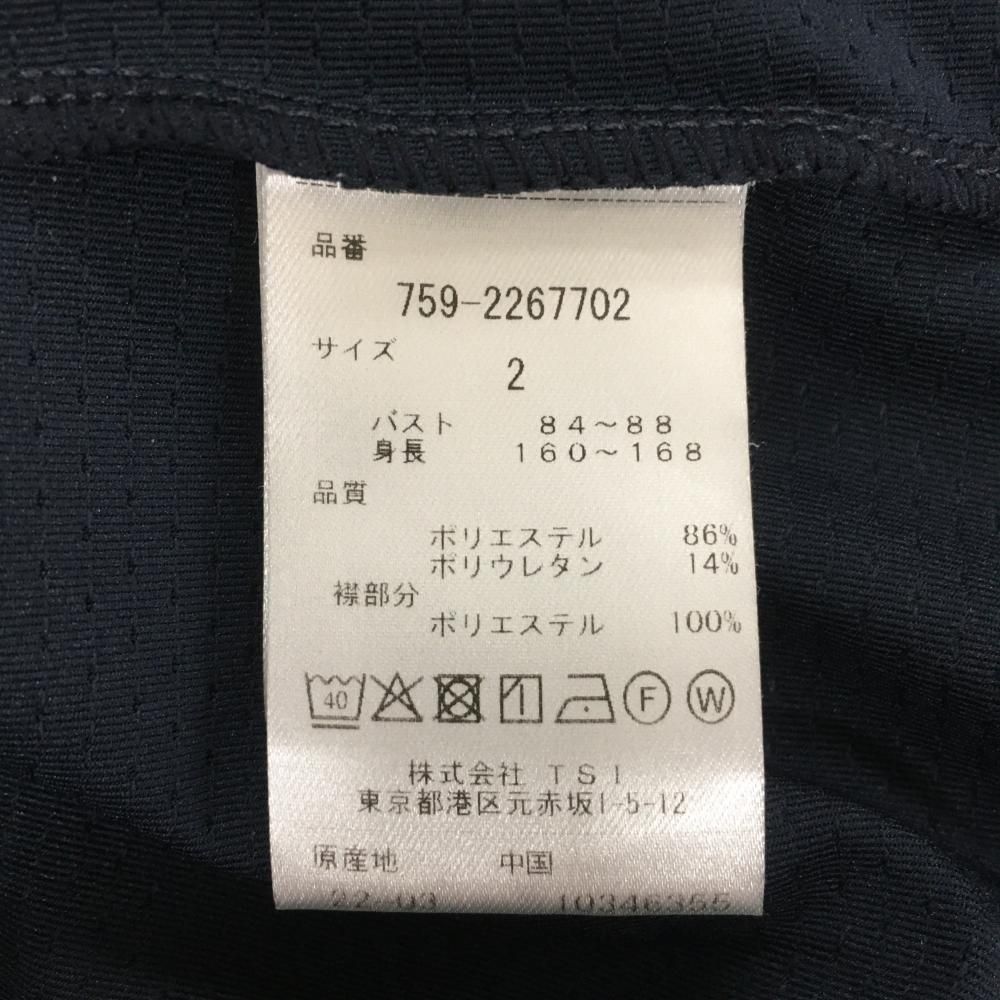 品番
759-2267702
サイズ
2
バスト 84～88
身長 160～168
品質
ポリエステル 86%
ポリウレタン 14%
襟部分
ポリエステル 100%
40 F W
株式会社 TSI
東京都港区元赤坂1-5-12
原産地 中国
22-03 10346355